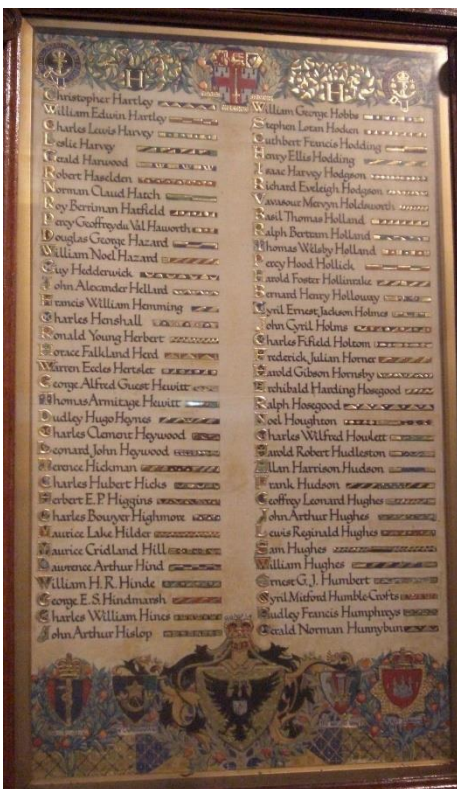 H
H
Christopher Hartley
William Edwin Hartley
Charles Lewis Harvey
Leslie Harvey
Gerald Harwood
Robert Haselden
Norman Claud Hatch
Roy Berriman Hatfield
Percy Geoffrey du Val Haworth
Douglas George Hazard
William Noel Hazard
Guy Hedderwick
John Alexander Hellard
Francis William Hemming
Charles Henshall
Ronald Young Herbert
Horace Falkland Herd
Warren Eccles Hertslet
George Alfred Guest Hewitt
Thomas Armitage Hewitt
Dudley Hugo Heynes
Charles Clement Heywood
Leonard John Heywood
Terence Hickman
Charles Hubert Hicks
Herbert E.P. Higgins
Charles Bouyer Highmore
Maurice Lake Hilder
Maurice Gridland Hill
Lawrence Arthur Hind
William H. R. Hinde
George E. S. Hindmarsh
Charles William Hines
John Arthur Hislop
William George Hobbs
Stephen Loran Hocken
Cuthbert Francis Hodding
Henry Ellis Hodding
Isaac Harvey Hodgson
Richard Eveleigh Hodgson
Vavasour Mervyn Holdsworth
Basil Thomas Holland
Ralph Bertram Holland
Thomas Welsby Holland
Percy Hood Hollick
Harold Foster Hollinrake
Bernard Henry Holloway
Cyril Ernest Jackson Holmes
John Cyril Holms
Charles Fifield Holtom
Frederick Julian Horner
Harold Gibson Hornsby
Archibald Harding Hosegood
Ralph Hosegood
Noel Houghton
Charles Wilfred Howlett
Harold Robert Hudleston
Allan Harrison Hudson
Frank Hudson
Geoffrey Leonard Hughes
John Arthur Hughes
Lewis Reginald Hughes
Sam Hughes
William Hughes
Ernest G. J. Humbert
Cyril Mitford Humble-Crofts
Dudley Francis Humphreys
Gerald Norman Hunnybun